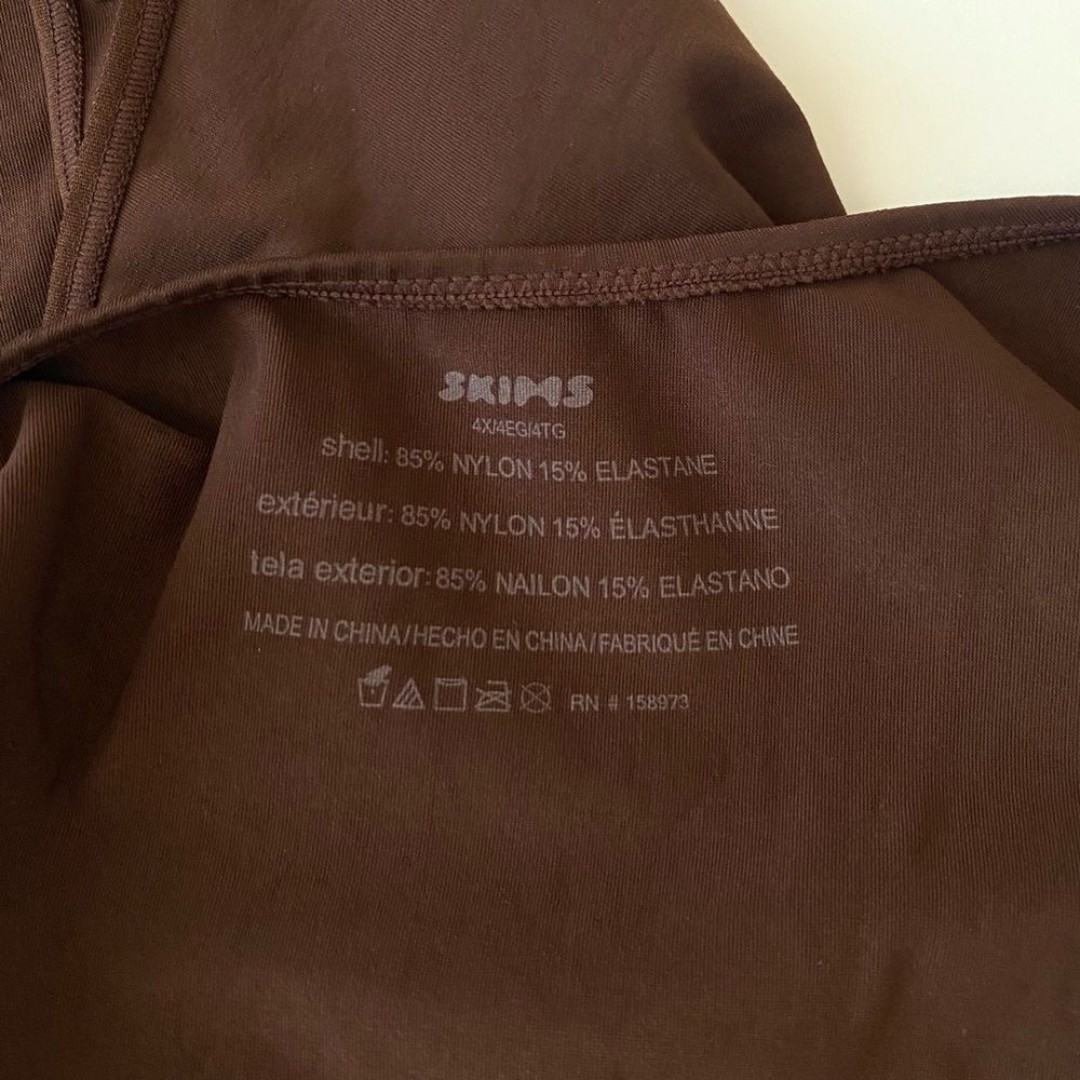 SKIMS
4X/4EG/4TG
shell: 85% NYLON 15% ELASTANE
extérieur: 85% NYLON 15% ÉLASTHANNE
tela exterior: 85% NAILON 15% ELASTANO
MADE IN CHINA/HECHO EN CHINA/FABRIQUÉ EN CHINE
RN # 158973